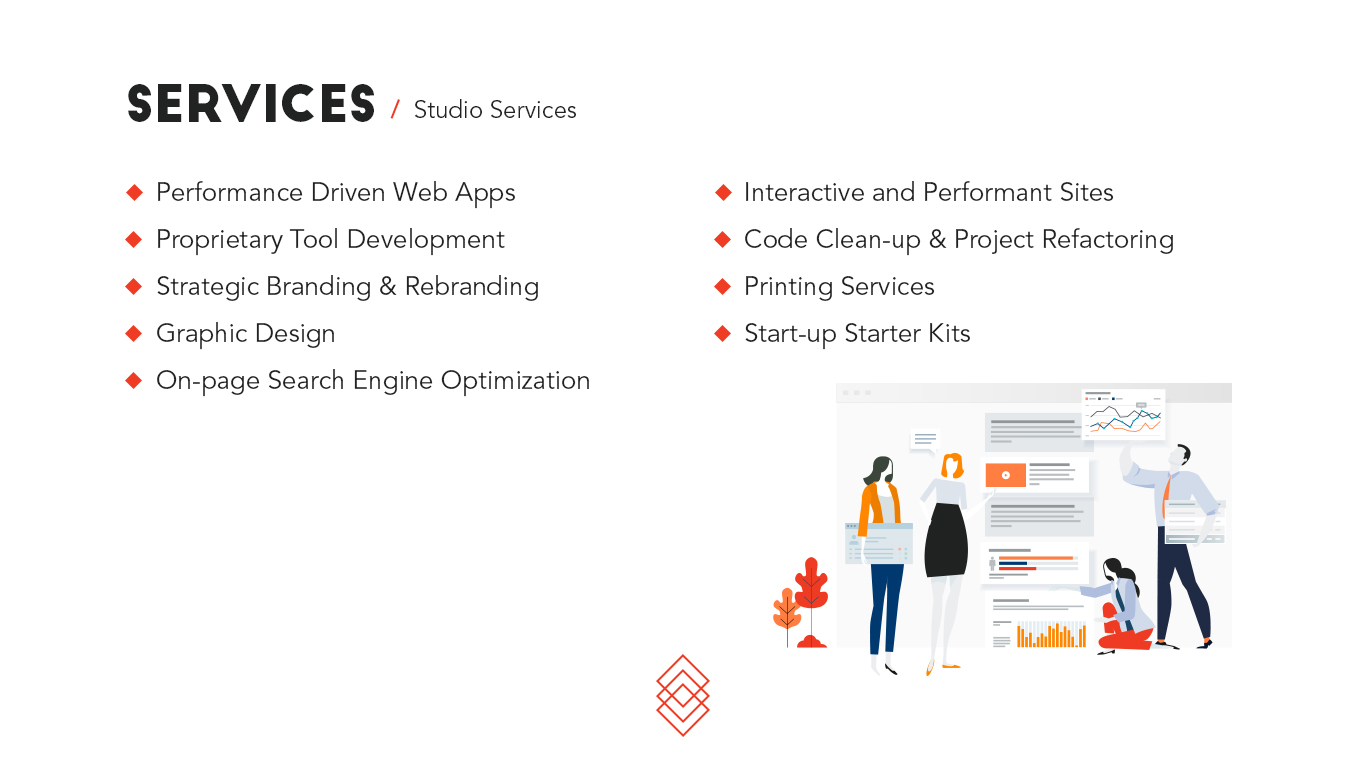 SERVICES / Studio Services
Performance Driven Web Apps
Proprietary Tool Development
Strategic Branding & Rebranding
Graphic Design
On-page Search Engine Optimization
Interactive and Performant Sites
Code Clean-up & Project Refactoring
Printing Services
Start-up Starter Kits